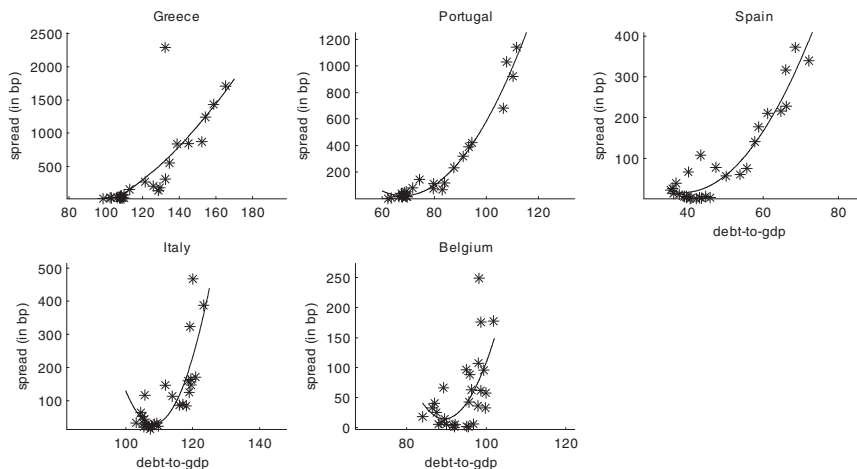 Greece
spread (in bp)
2500
2000
1500
1000
500
80 100 120 140 160 180
Portugal
spread (in bp)
1200
1000
800
600
400
200
60 80 100 120
Spain
spread (in bp)
400
300
200
100
40 60 80
debt-to-gdp
Italy
spread (in bp)
500
400
300
200
100
100 120 140
debt-to-gdp
Belgium
spread (in bp)
250
200
150
100
50
0
80 100 120
debt-to-gdp